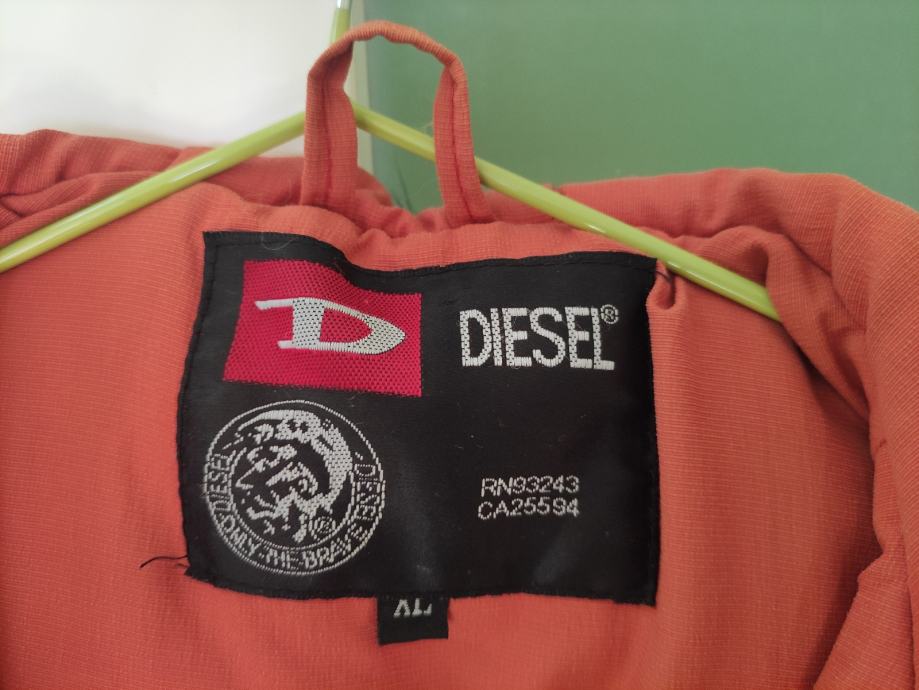 D
DIESEL®
DIESEL ONLY THE BRAVE DIESEL
RN93243
CA25594
XL